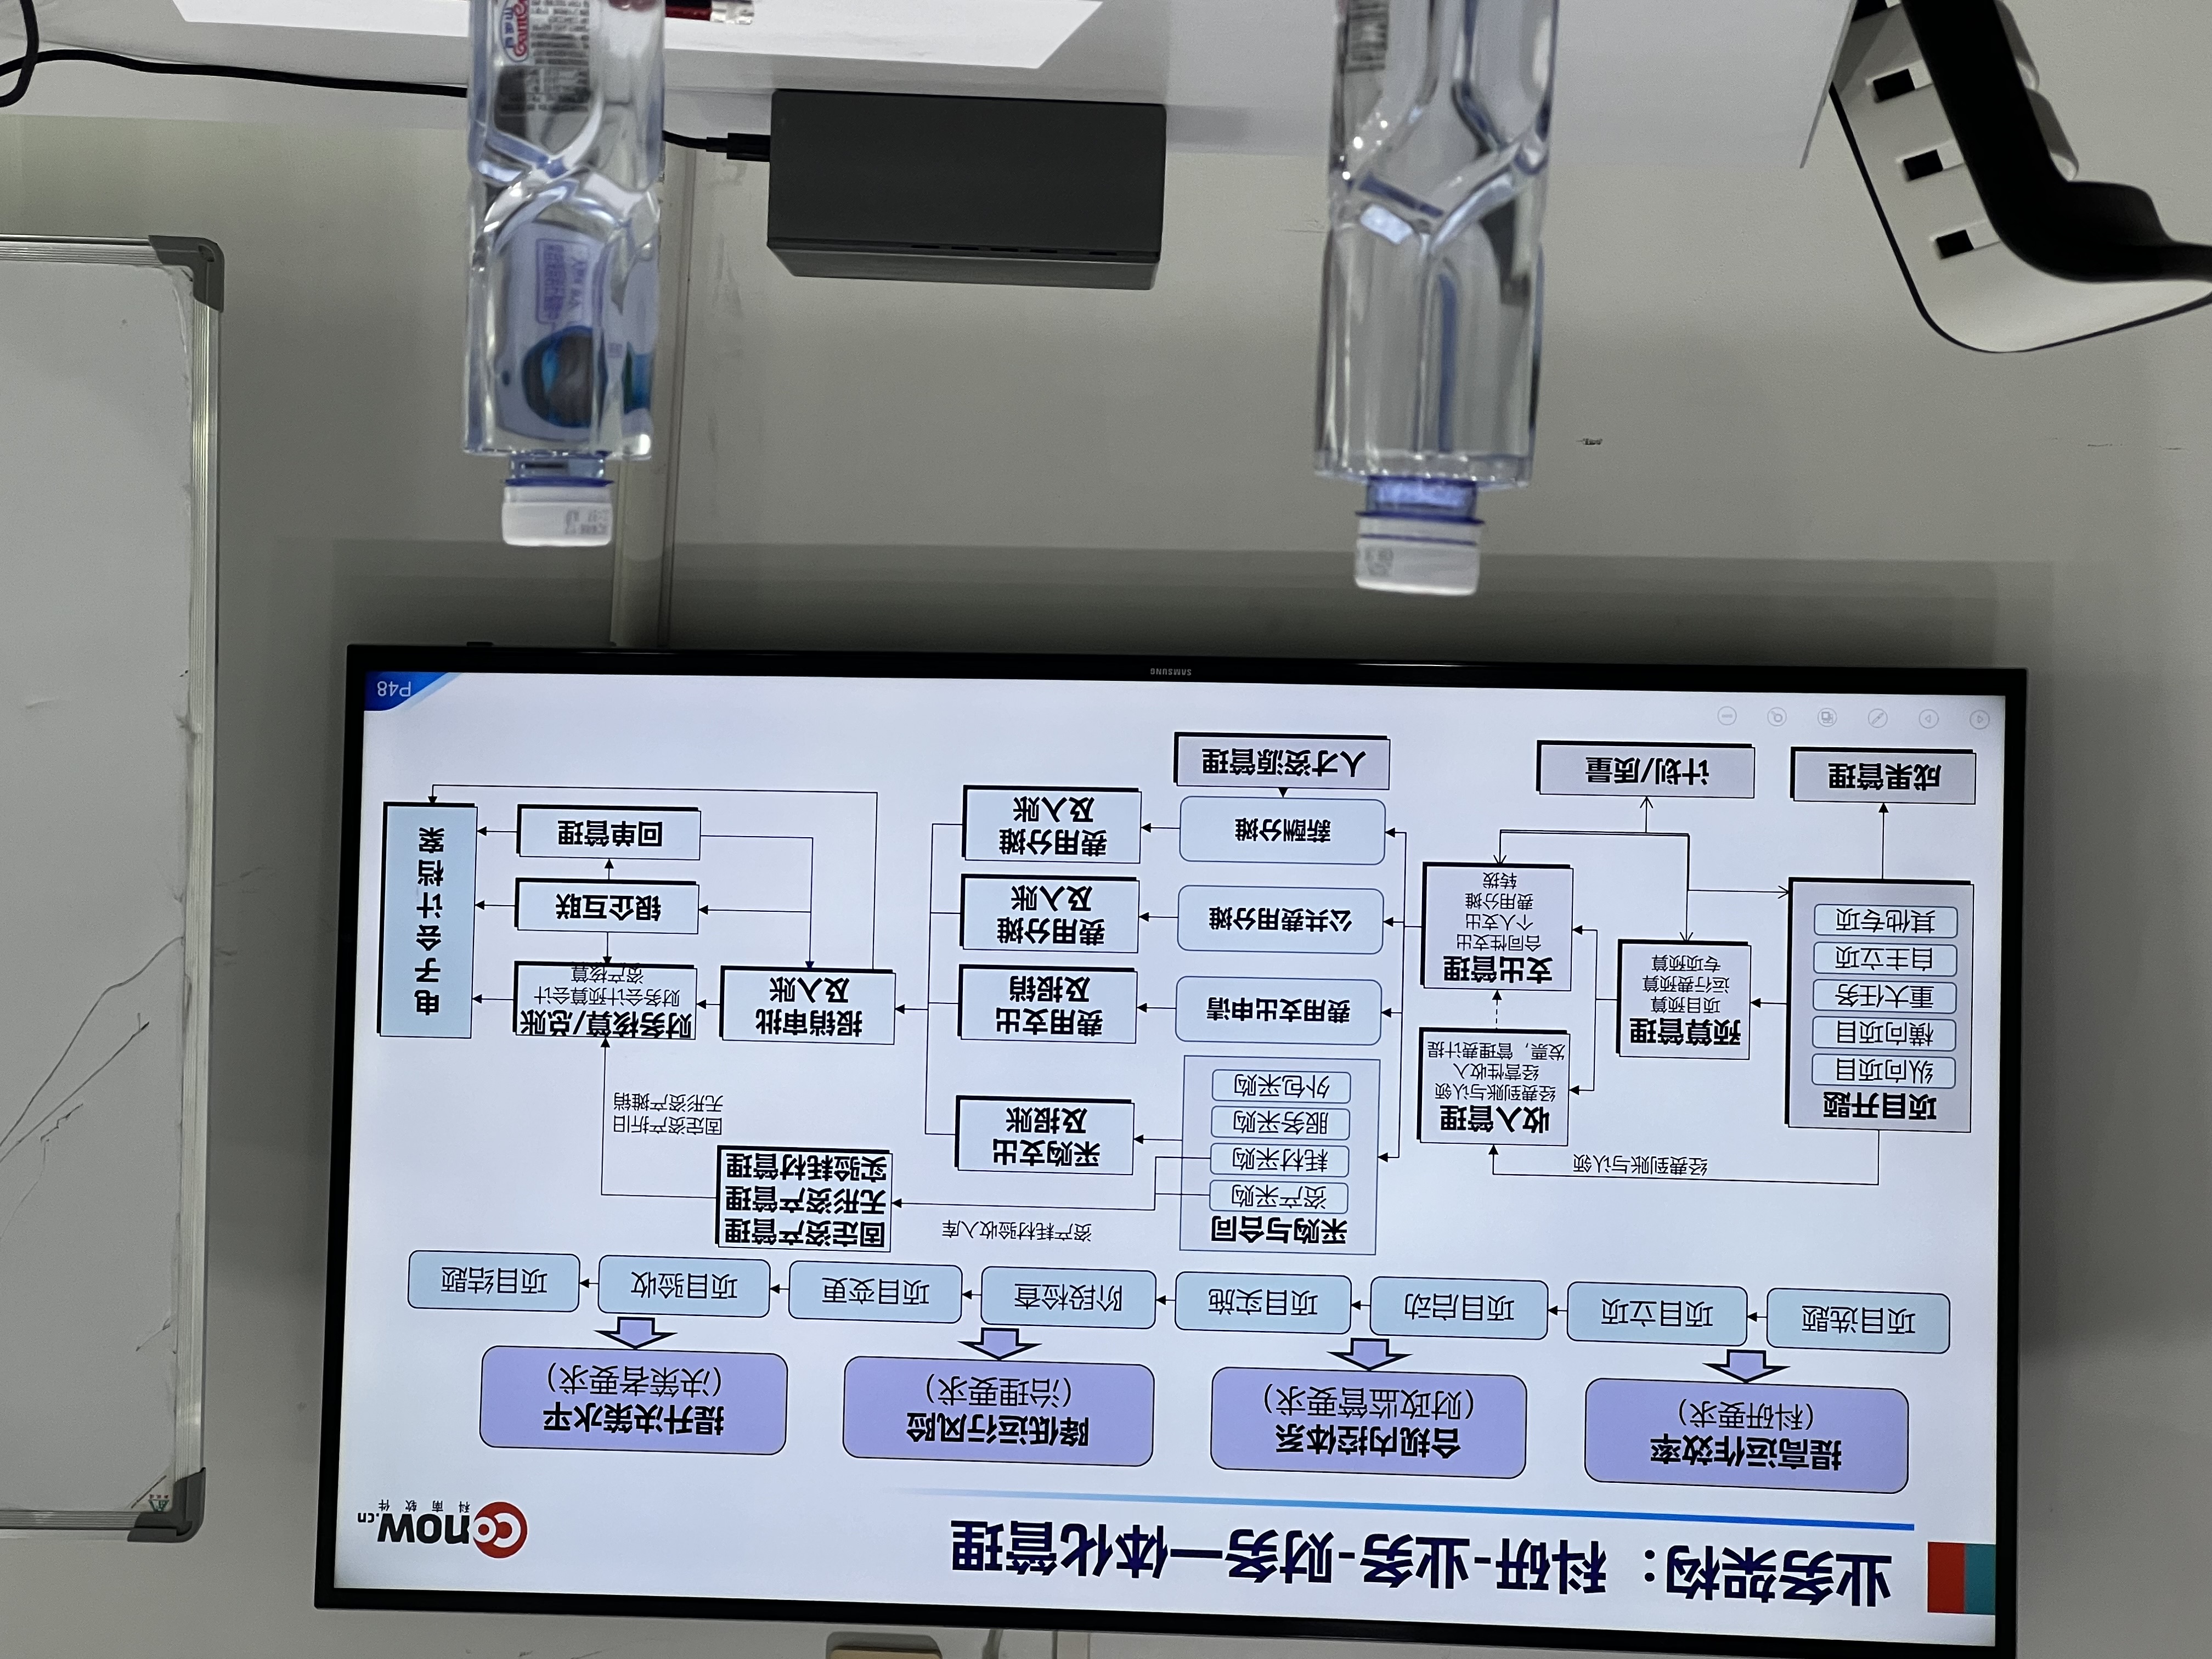 业务架构：科研-业务-财务一体化管理
conow.cn
科南软件
提高运作效率
（科研要求）
合规内控体系
（财政监管要求）
降低运行风险
（治理要求）
提升决策水平
（决策者要求）
项目选题
项目立项
项目启动
项目实施
阶段检查
项目变更
项目验收
项目结题
项目开题
纵向项目
横向项目
重大任务
自主立项
其他专项
成果管理
经费到账与认领
预算管理
项目预算
运行费预算
专项预算
计划/质量
收入管理
经费到账与认领
经营性收入
发票，管理费计提
支出管理
合同性支出
个人支出
费用分摊
转拨
采购与合同
资产采购
耗材采购
服务采购
外包采购
费用支出申请
公共费用分摊
薪酬分摊
人才资源管理
资产耗材验收入库
采购支出
及报账
费用支出
及报销
费用分摊
及入账
费用分摊
及入账
固定资产管理
无形资产管理
实验耗材管理
固定资产折旧
无形资产摊销
报销审批
及入账
财务核算/总账
财务会计预算会计
资产核算
银企互联
回单管理
电子会计档案
P48
SAMSUNG